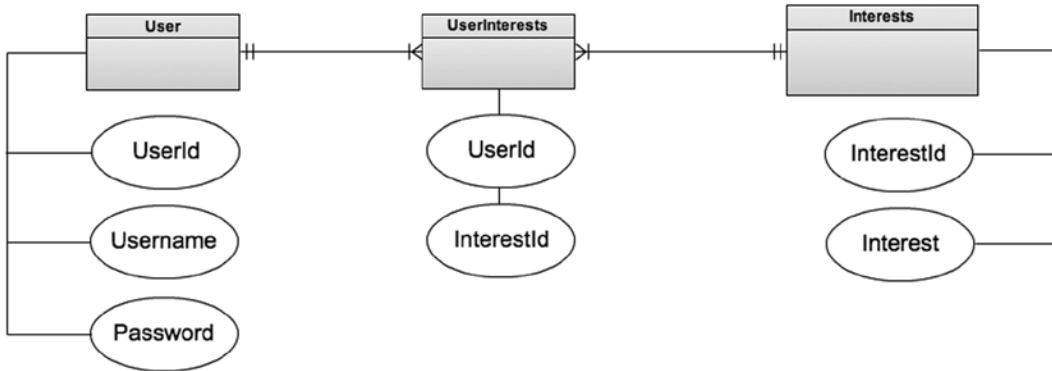 User
UserInterests
Interests
UserId
UserId
InterestId
Username
InterestId
Interest
Password